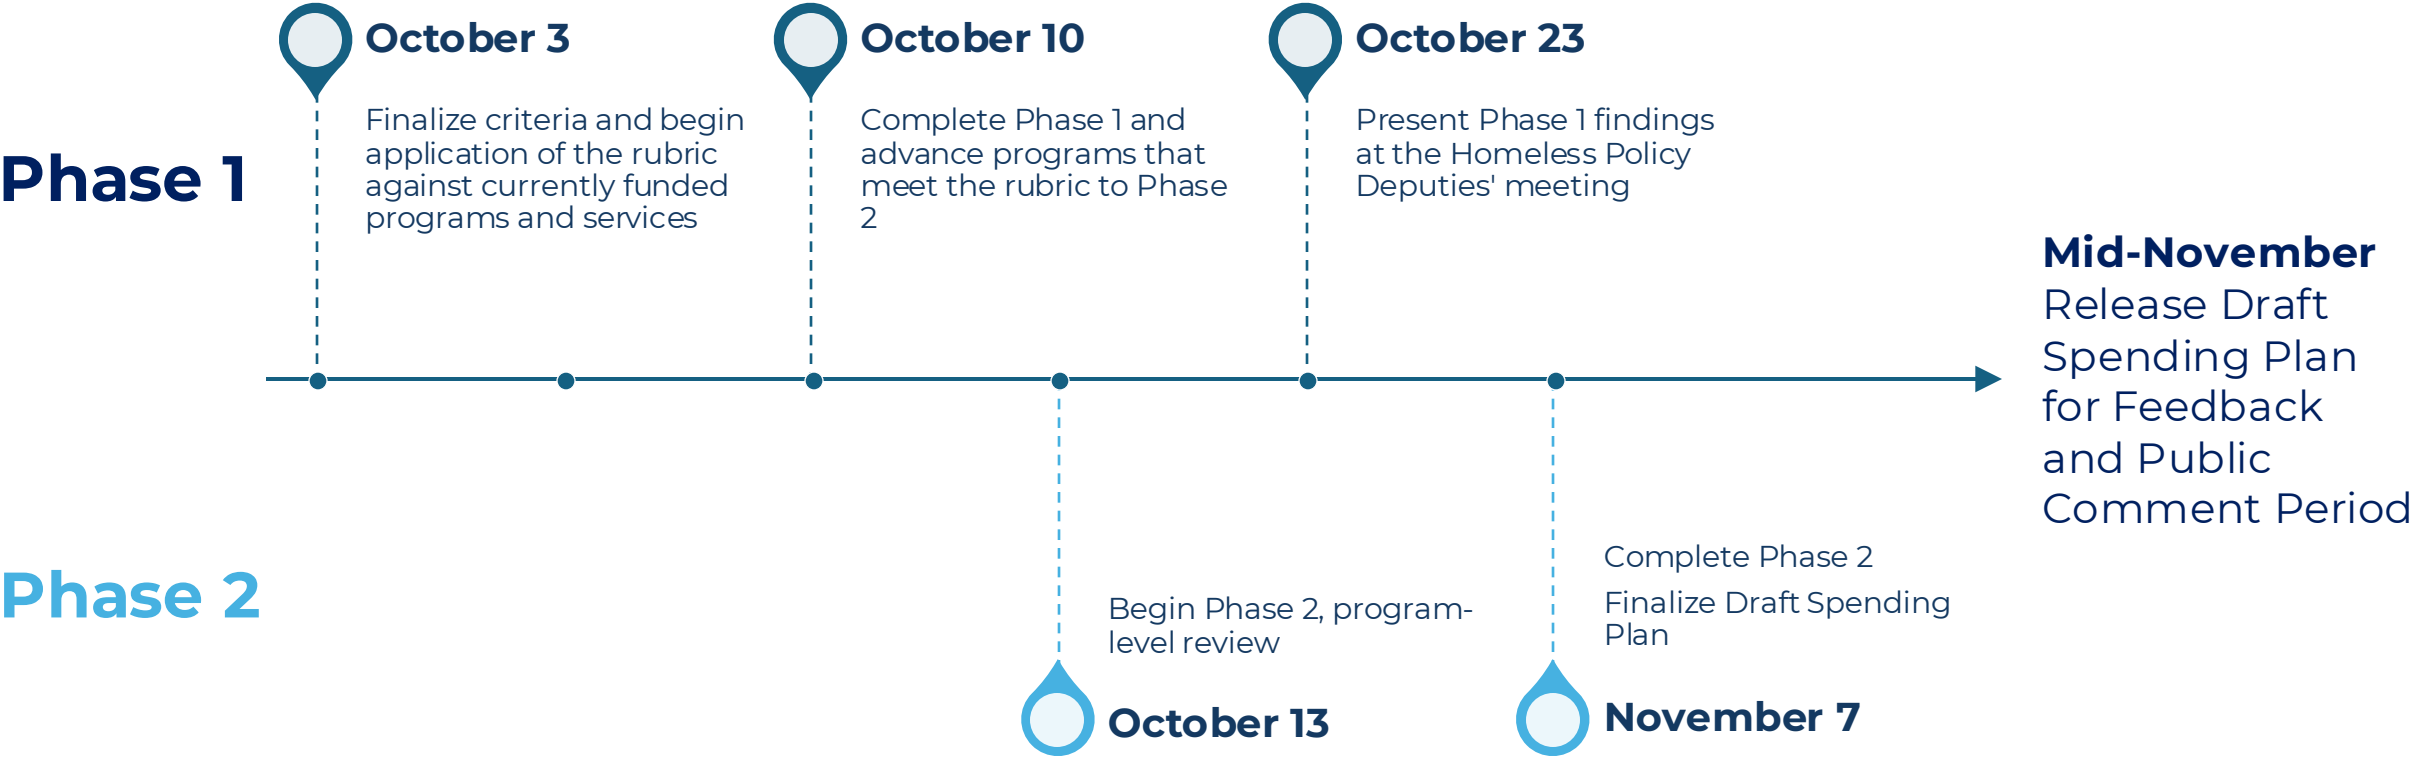 Phase 1
October 3
Finalize criteria and begin
application of the rubric
against currently funded
programs and services
October 10
Complete Phase 1 and
advance programs that
meet the rubric to Phase
2
October 23
Present Phase 1 findings
at the Homeless Policy
Deputies' meeting
Mid-November
Release Draft
Spending Plan
for Feedback
and Public
Comment Period
Phase 2
Begin Phase 2, program-
level review
October 13
Complete Phase 2
Finalize Draft Spending
Plan
November 7